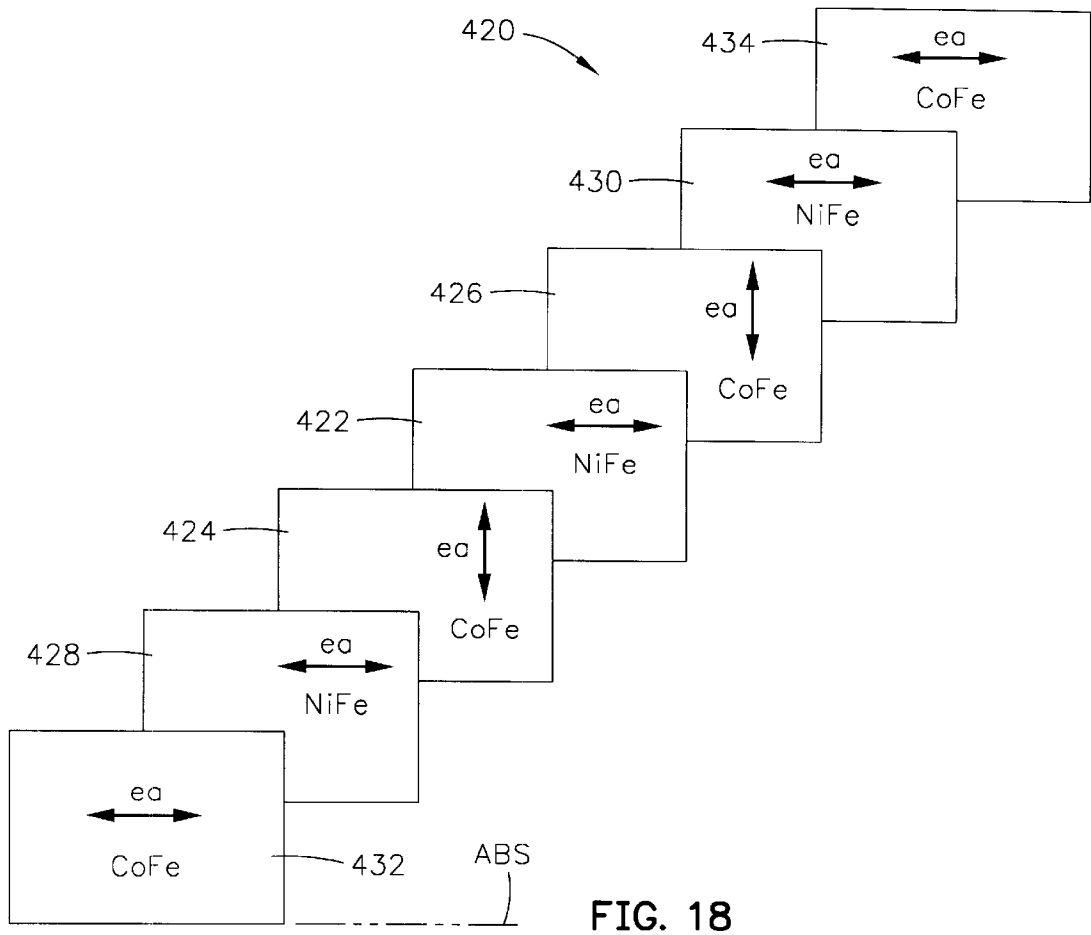 420
434
ea
CoFe
430
ea
NiFe
426
ea
CoFe
422
ea
NiFe
424
ea
CoFe
428
ea
NiFe
ea
CoFe
432
ABS
FIG. 18